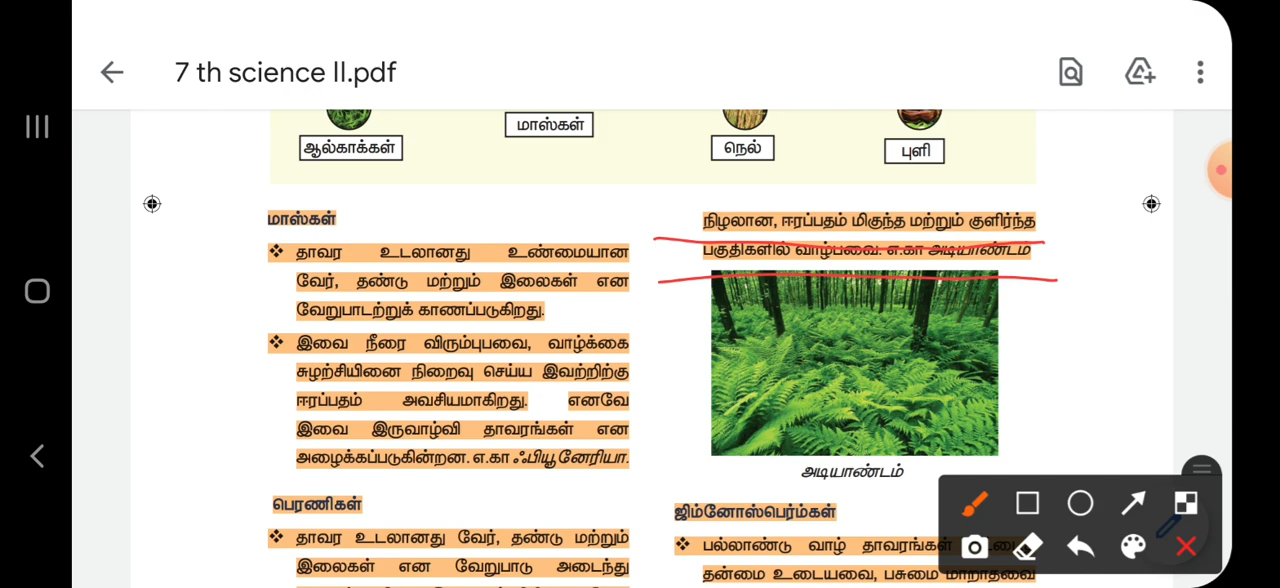 7 th science II.pdf
ஆல்காக்கள்
மாஸ்கள்
நெல்
புளி
மாஸ்கள்
❖ தாவர உடலானது உண்மையான
வேர், தண்டு மற்றும் இலைகள் என
வேறுபாடற்றுக் காணப்படுகிறது.
❖ இவை நீரை விரும்புபவை, வாழ்க்கை
சுழற்சியினை நிறைவு செய்ய இவற்றிற்கு
ஈரப்பதம் அவசியமாகிறது. எனவே
இவை இருவாழ்வி தாவரங்கள் என
அழைக்கப்படுகின்றன. எ.கா ஃபியூனேரியா.
பெரணிகள்
❖ தாவர உடலானது வேர், தண்டு மற்றும்
இலைகள் என வேறுபாடு அடைந்து
நிழலான, ஈரப்பதம் மிகுந்த மற்றும் குளிர்ந்த
பகுதிகளில் வாழ்பவை. எ.கா அடியாண்டம்
அடியாண்டம்
ஜிம்னோஸ்பெர்ம்கள்
❖ பல்லாண்டு வாழ் தாவரங்கள்
தன்மை உடையவை, பசுமை மாறாதவை